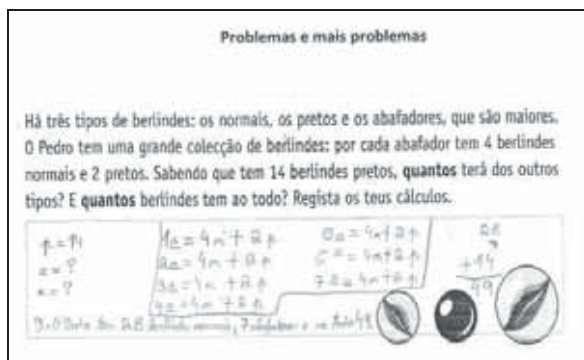 Problemas e mais problemas
Há três tipos de berlindes: os normais, os pretos e os abafadores, que são maiores.
O Pedro tem uma grande colecção de berlindes: por cada abafador tem 4 berlindes
normais e 2 pretos. Sabendo que tem 14 berlindes pretos, quantos terá dos outros
tipos? E quantos berlindes tem ao todo? Regista os teus cálculos.
p = 14
a = ?
n = ?
1a = 4n + 2p
2a = 4n + 2p
3a = 4n + 2p
4a = 4n + 2p
= 4n + 2p
= 4n + 2p
7a = 4n + 2p
28
+14
49
28 7 49